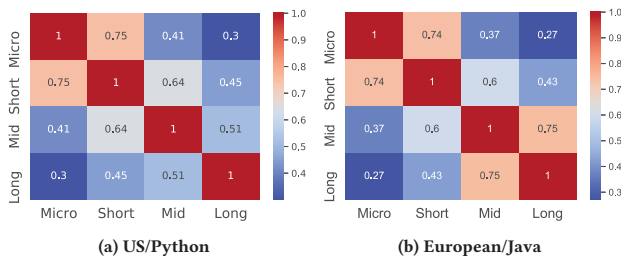 Micro 1 0.75 0.41 0.3
Short 0.75 1 0.64 0.45
Mid 0.41 0.64 1 0.51
Long 0.3 0.45 0.51 1
Micro Short Mid Long
1.0
0.9
0.8
0.7
0.6
0.5
0.4
(a) US/Python
Micro 1 0.74 0.37 0.27
Short 0.74 1 0.6 0.43
Mid 0.37 0.6 1 0.75
Long 0.27 0.43 0.75 1
Micro Short Mid Long
1.0
0.9
0.8
0.7
0.6
0.5
0.4
0.3
(b) European/Java